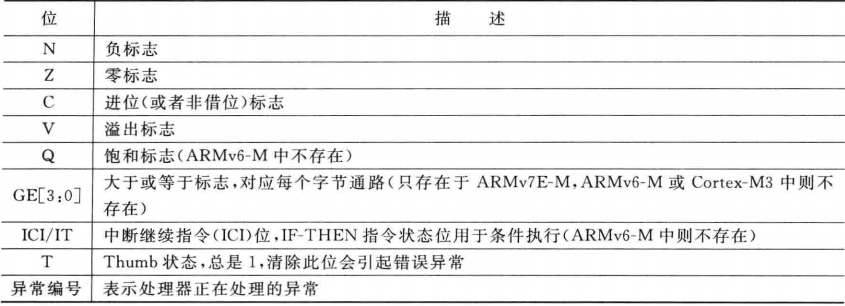 位 描 述
N 负标志
Z 零标志
C 进位(或者非借位)标志
V 溢出标志
Q 饱和标志(ARMv6-M 中不存在)
GE[3:0] 大于或等于标志,对应每个字节通路(只存在于 ARMv7E-M,ARMv6-M 或 Cortex-M3 中则不
存在)
ICI/IT 中断继续指令(ICI)位,IF-THEN 指令状态位用于条件执行(ARMv6-M 中则不存在)
T Thumb 状态,总是 1,清除此位会引起错误异常
异常编号 表示处理器正在处理的异常